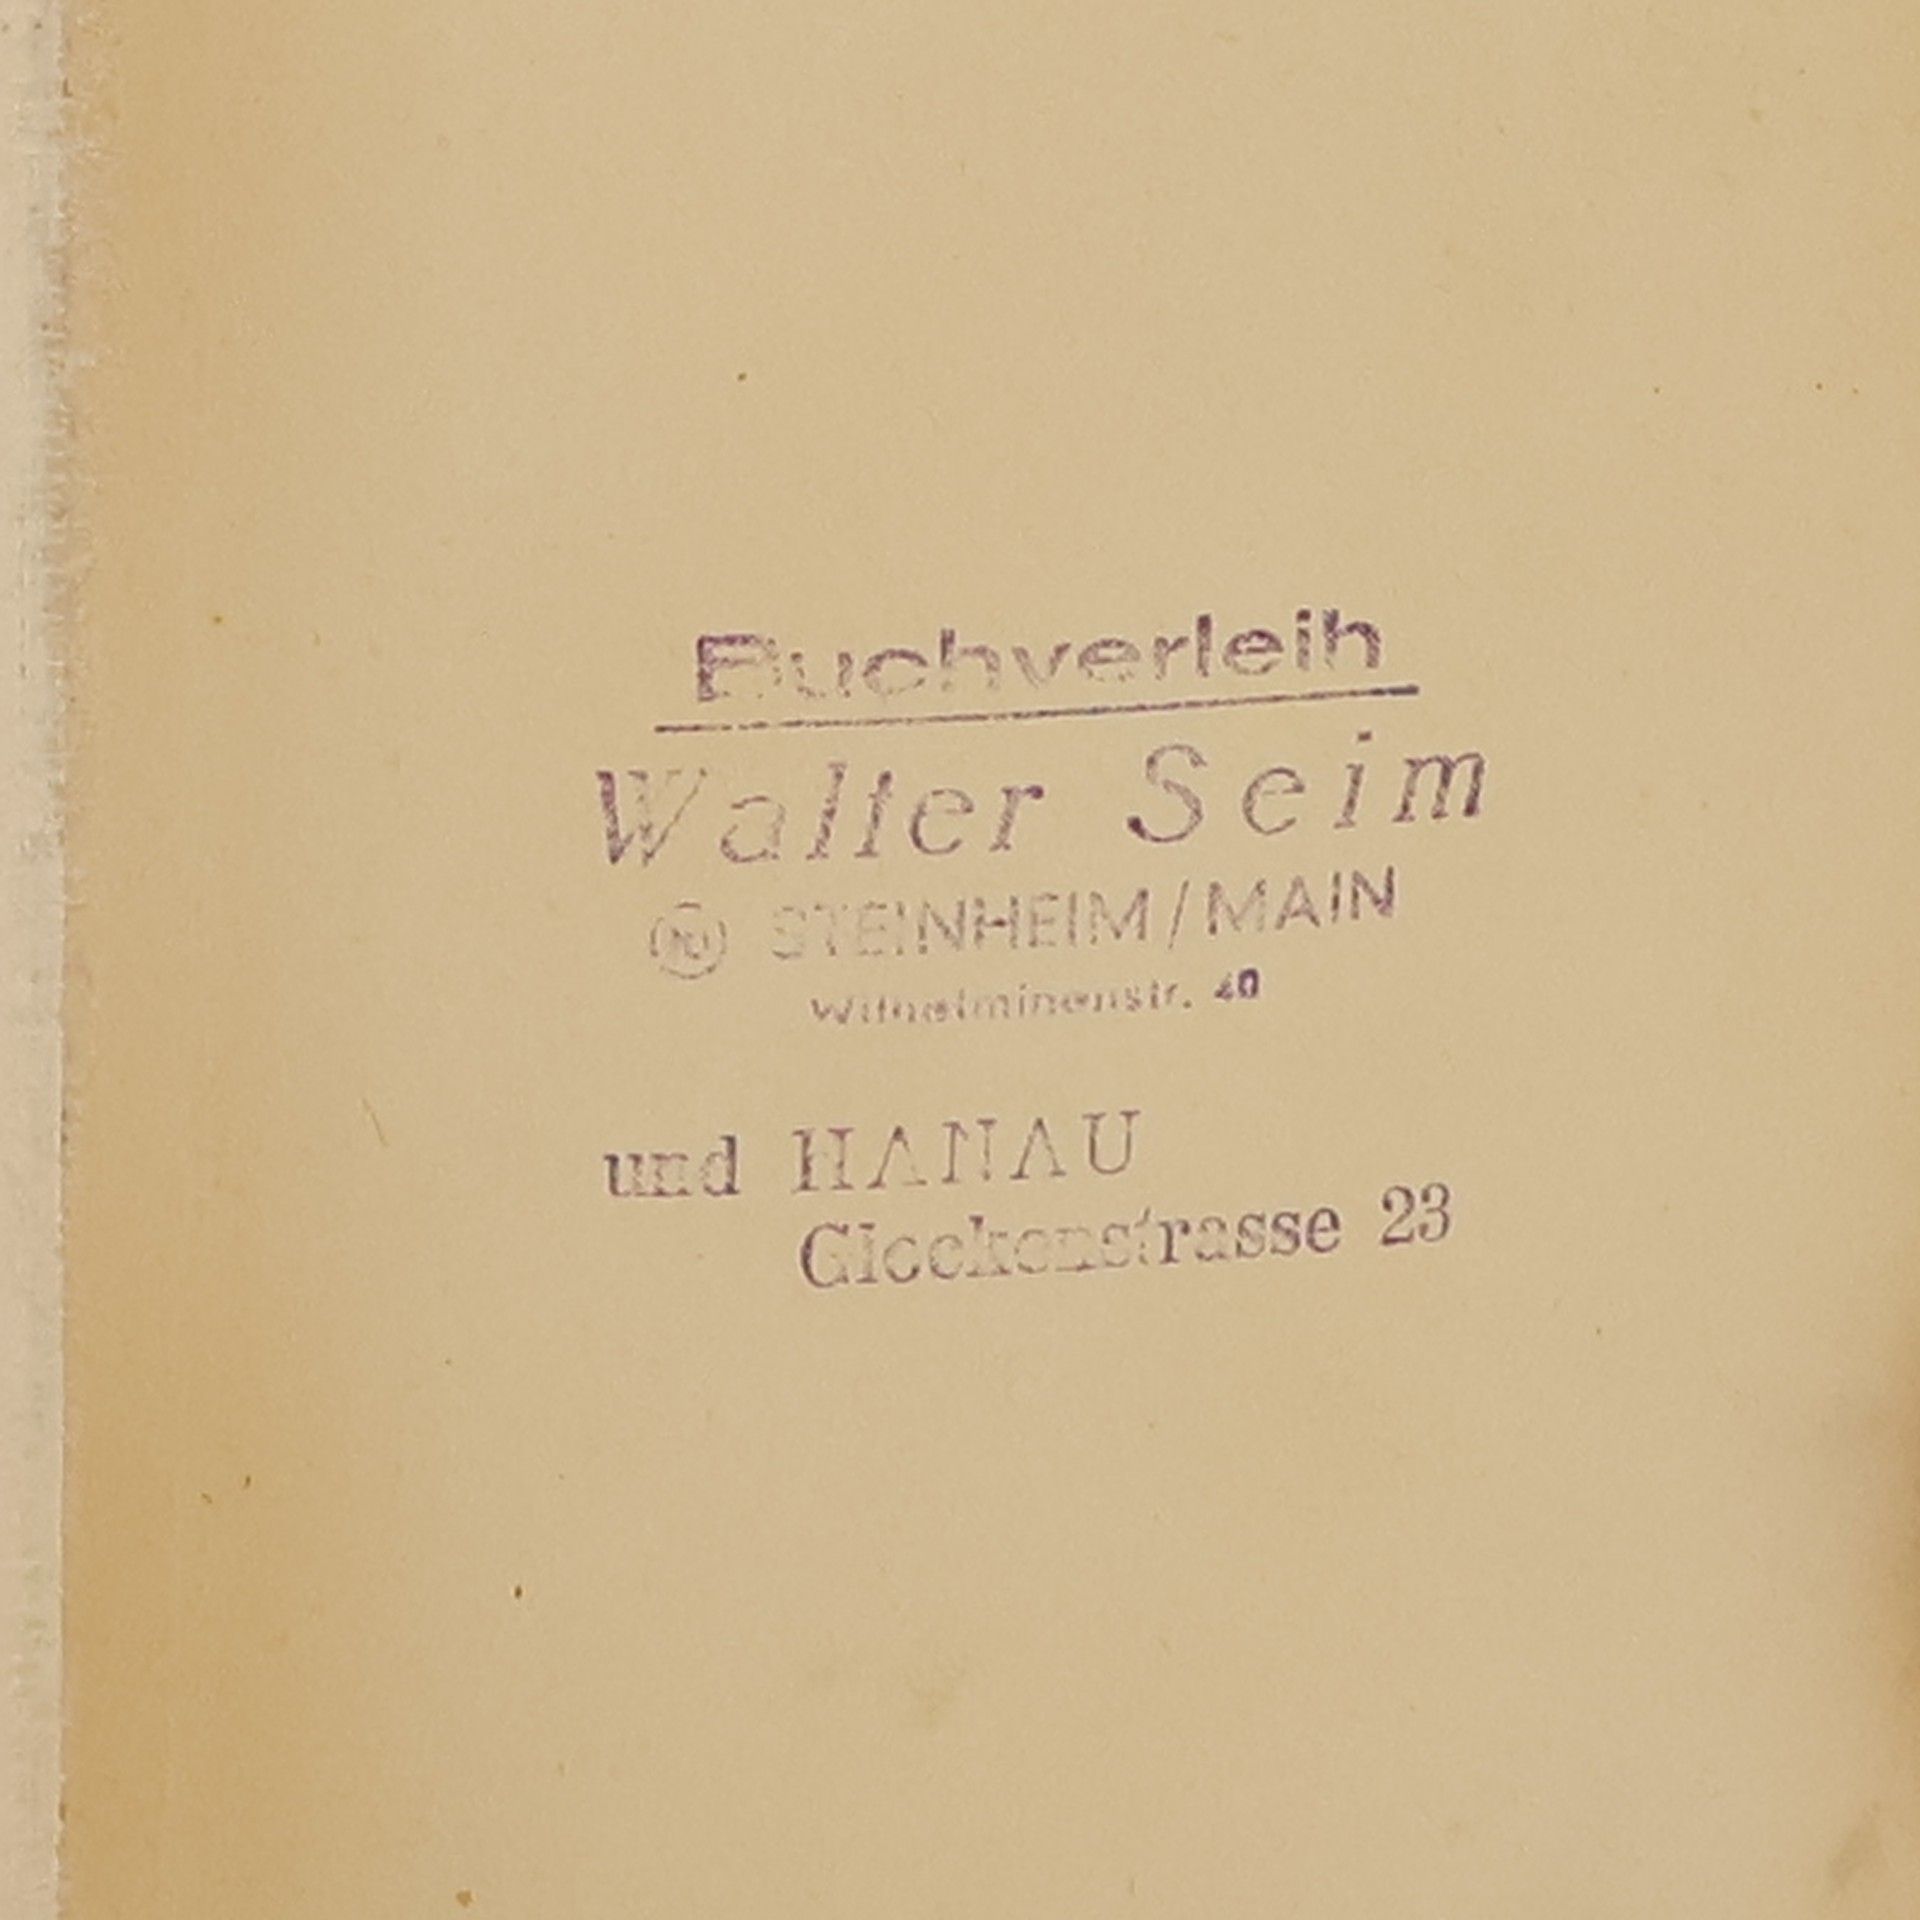 Buchverleih
Walter Seim
STEINHEIM/MAIN
Wilhelminenstr. 40
und HANAU
Glockenstrasse 23